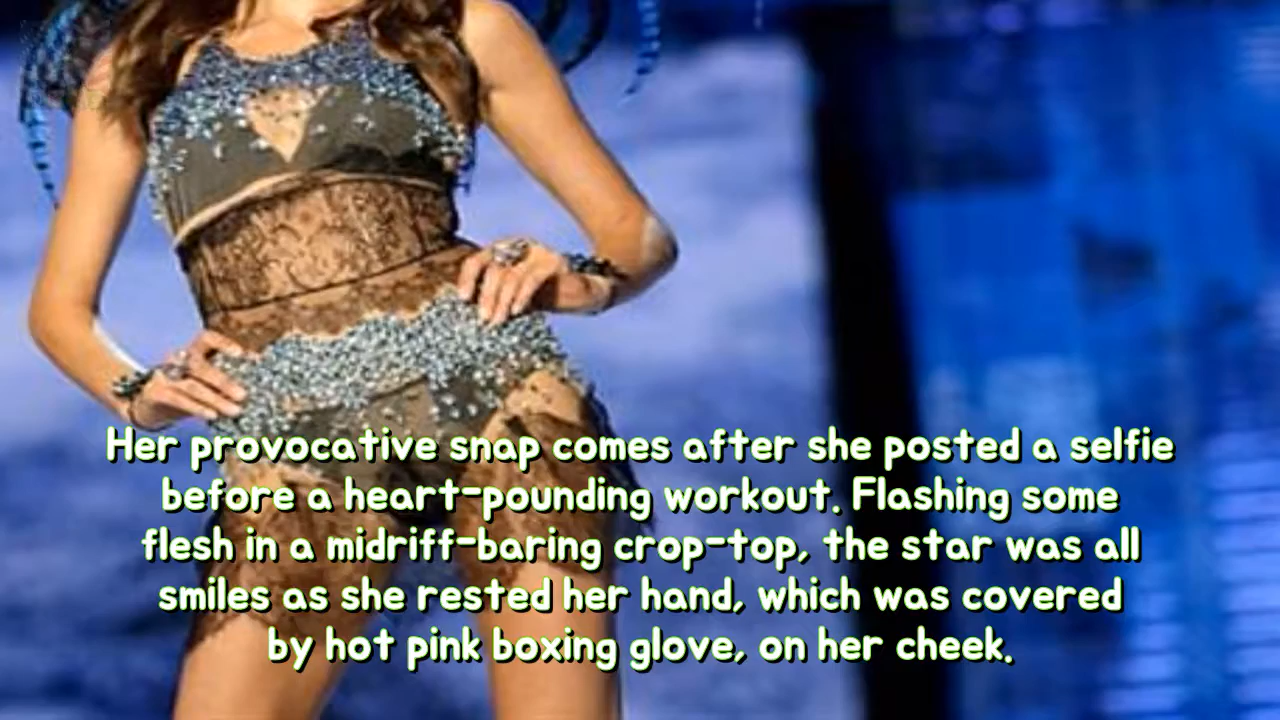 Her provocative snap comes after she posted a selfie
before a heart-pounding workout. Flashing some
flesh in a midriff-baring crop-top, the star was all
smiles as she rested her hand, which was covered
by hot pink boxing glove, on her cheek.